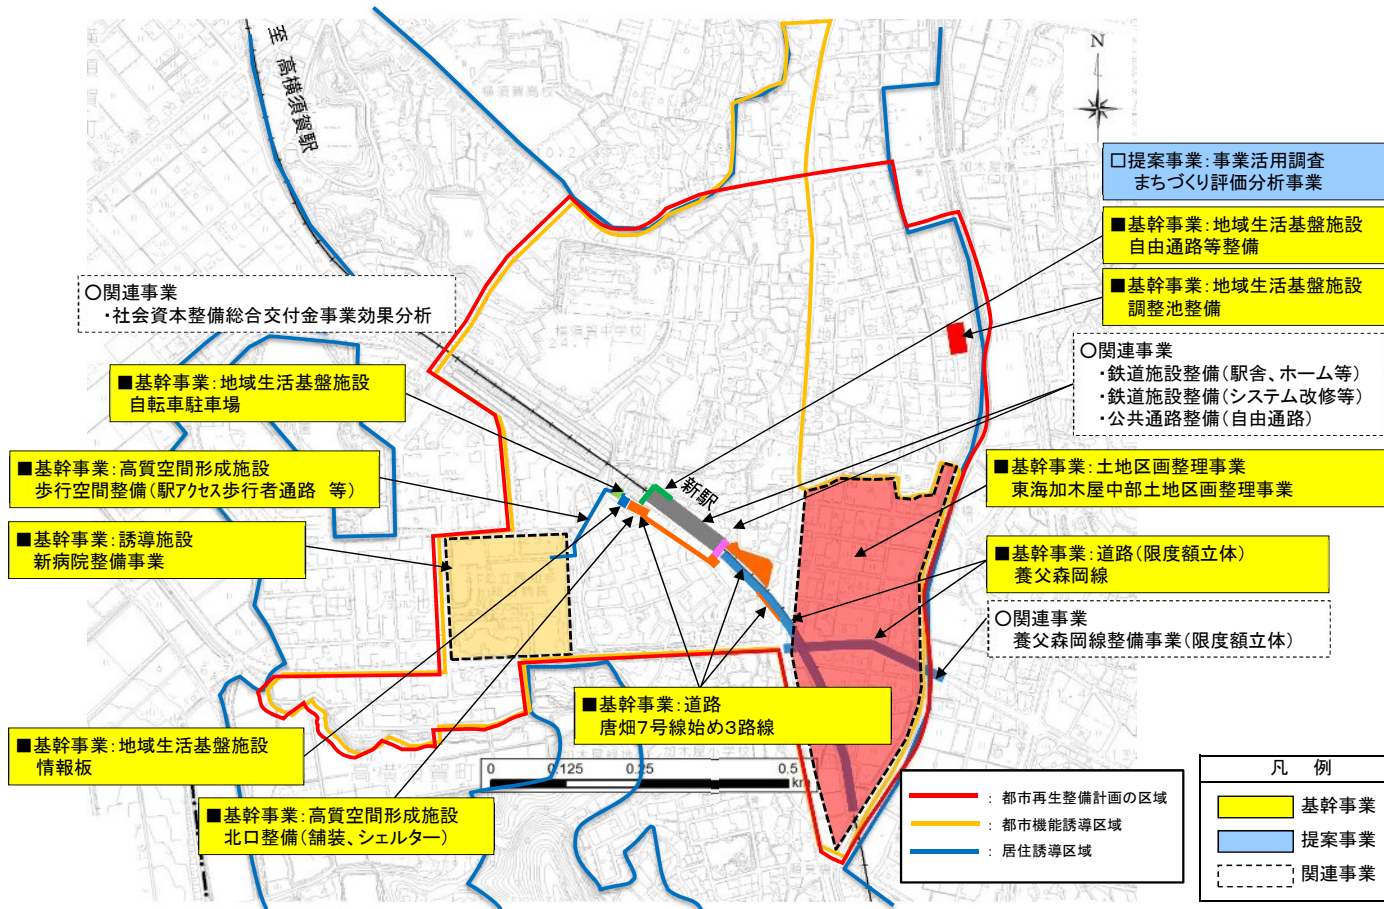 至 高横須賀駅
N
□提案事業：事業活用調査
まちづくり評価分析事業
■基幹事業：地域生活基盤施設
自由通路等整備
■基幹事業：地域生活基盤施設
調整池整備
○関連事業
・社会資本整備総合交付金事業効果分析
○関連事業
・鉄道施設整備（駅舎、ホーム等）
・鉄道施設整備（システム改修等）
・公共通路整備（自由通路）
■基幹事業：地域生活基盤施設
自転車駐車場
■基幹事業：高質空間形成施設
歩行空間整備（駅アクセス歩行者通路 等）
新駅
■基幹事業：土地区画整理事業
東海加木屋中部土地区画整理事業
■基幹事業：誘導施設
新病院整備事業
■基幹事業：道路（限度額立体）
養父森岡線
○関連事業
養父森岡線整備事業（限度額立体）
■基幹事業：道路
唐畑７号線始め３路線
■基幹事業：地域生活基盤施設
情報板
0 0.125 0.25 0.5
km
■基幹事業：高質空間形成施設
北口整備（舗装、シェルター）
：都市再生整備計画の区域
：都市機能誘導区域
：居住誘導区域
凡 例
基幹事業
提案事業
関連事業